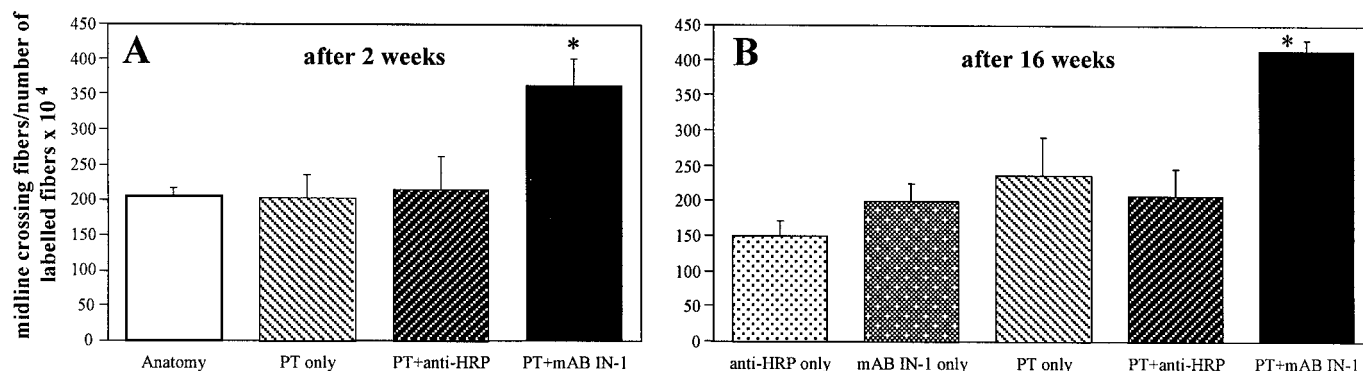 midline crossing fibers/number of
labelled fibers x 10 4
A
after 2 weeks
*
450
400
350
300
250
200
150
100
50
0
Anatomy PT only PT+anti-HRP PT+mAB IN-1
B
after 16 weeks
*
450
400
350
300
250
200
150
100
50
0
anti-HRP only mAB IN-1 only PT only PT+anti-HRP PT+mAB IN-1